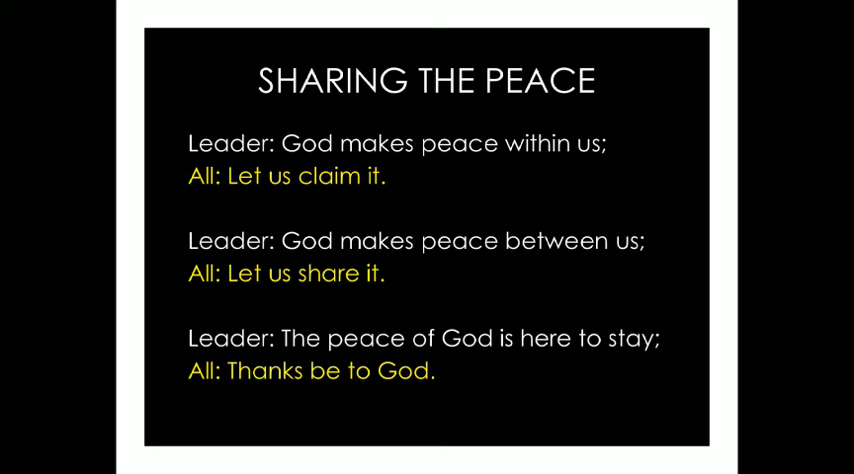 SHARING THE PEACE
Leader: God makes peace within us;
All: Let us claim it.
Leader: God makes peace between us;
All: Let us share it.
Leader: The peace of God is here to stay;
All: Thanks be to God.